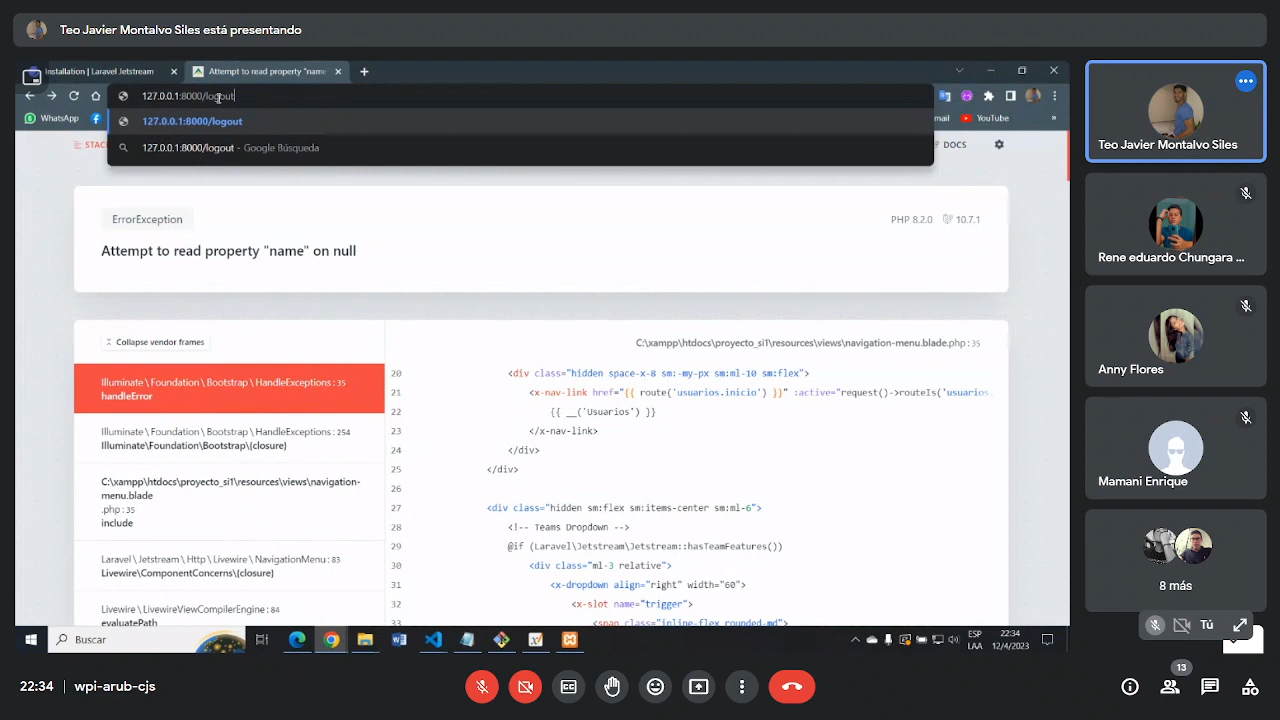 Teo Javier Montalvo Siles está presentando
Installation | Laravel Jetstream
Attempt to read property "name
127.0.0.1:8000/logout
127.0.0.1:8000/logout
127.0.0.1:8000/logout - Google Búsqueda
WhatsApp
mail
YouTube
STAC
DOCS
ErrorException
PHP 8.2.0
10.7.1
Attempt to read property "name" on null
Collapse vendor frames
C:\xampp\htdocs\proyecto_si1\resources\views\navigation-menu.blade.php : 35
Illuminate \ Foundation \ Bootstrap \ HandleExceptions : 35
handleError
Illuminate \ Foundation \ Bootstrap \ HandleExceptions : 254
Illuminate\Foundation\Bootstrap\{closure}
C:\xampp\htdocs\proyecto_si1\resources\views\navigation-
menu.blade
.php : 35
include
Laravel \ Jetstream \ Http \ Livewire \ NavigationMenu : 83
Livewire\ComponentConcerns\{closure}
Livewire \ LivewireViewCompilerEngine : 84
evaluatePath
20 <div class="hidden space-x-8 sm:-my-px sm:ml-10 sm:flex">
21 <x-nav-link href="{{ route('usuarios.inicio') }}" :active="request()->routeIs('usuarios.
22 {{ __('Usuarios') }}
23 </x-nav-link>
24 </div>
25 </div>
26
27 <div class="hidden sm:flex sm:items-center sm:ml-6">
28 <!-- Teams Dropdown -->
29 @if (Laravel\Jetstream\Jetstream::hasTeamFeatures())
30 <div class="ml-3 relative">
31 <x-dropdown align="right" width="60">
32 <x-slot name="trigger">
33 <span class="inline-flex rounded-md">
Buscar
ESP
LAA
22:34
12/4/2023
Teo Javier Montalvo Siles
Rene eduardo Chungara ...
Anny Flores
Mamani Enrique
8 más
Tú
22:34 | wpi-arub-cjs
13